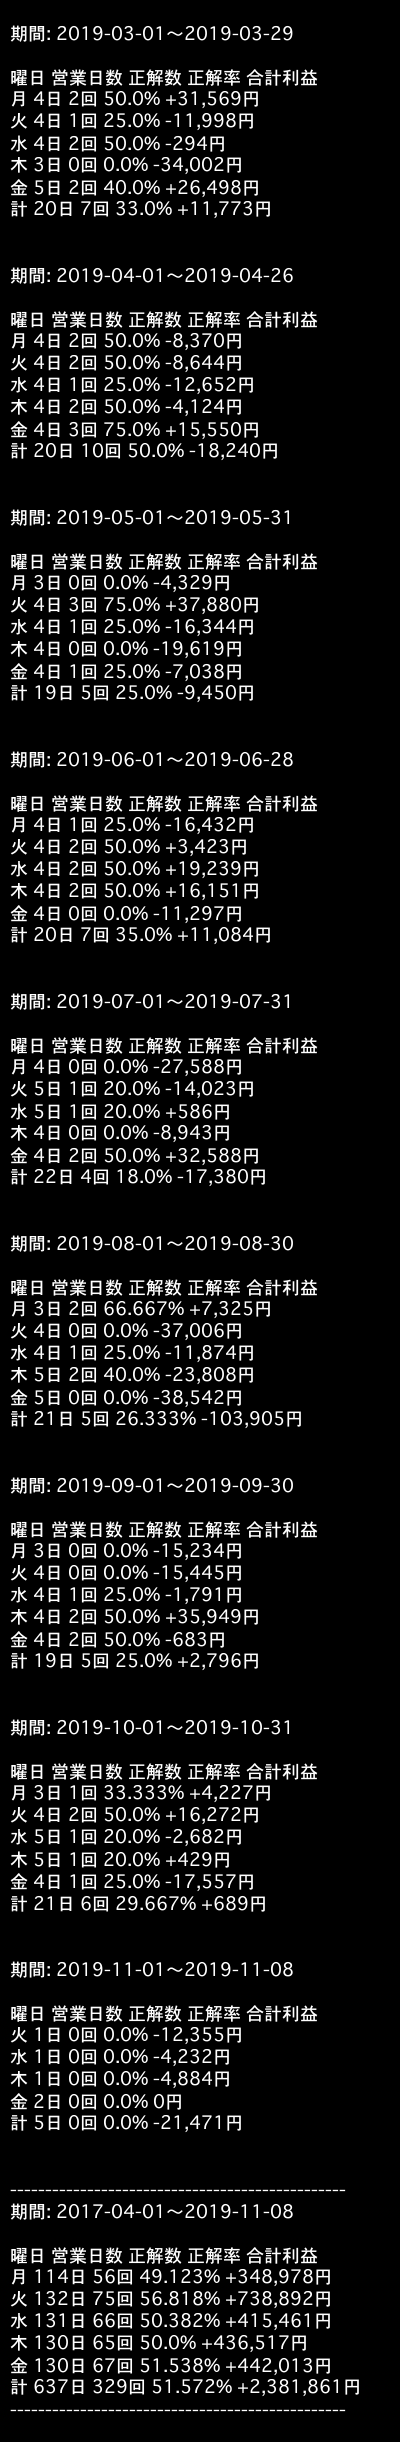 期間: 2019-03-01〜2019-03-29
曜日 営業日数 正解数 正解率 合計利益
月 4日 2回 50.0% +31,569円
火 4日 1回 25.0% -11,998円
水 4日 2回 50.0% -294円
木 3日 0回 0.0% -34,002円
金 5日 2回 40.0% +26,498円
計 20日 7回 33.0% +11,773円
期間: 2019-04-01〜2019-04-26
曜日 営業日数 正解数 正解率 合計利益
月 4日 2回 50.0% -8,370円
火 4日 2回 50.0% -8,644円
水 4日 1回 25.0% -12,652円
木 4日 2回 50.0% -4,124円
金 4日 3回 75.0% +15,550円
計 20日 10回 50.0% -18,240円
期間: 2019-05-01〜2019-05-31
曜日 営業日数 正解数 正解率 合計利益
月 3日 0回 0.0% -4,329円
火 4日 3回 75.0% +37,880円
水 4日 1回 25.0% -16,344円
木 4日 0回 0.0% -19,619円
金 4日 1回 25.0% -7,038円
計 19日 5回 25.0% -9,450円
期間: 2019-06-01〜2019-06-28
曜日 営業日数 正解数 正解率 合計利益
月 4日 1回 25.0% -16,432円
火 4日 2回 50.0% +3,423円
水 4日 2回 50.0% +19,239円
木 4日 2回 50.0% +16,151円
金 4日 0回 0.0% -11,297円
計 20日 7回 35.0% +11,084円
期間: 2019-07-01〜2019-07-31
曜日 営業日数 正解数 正解率 合計利益
月 4日 0回 0.0% -27,588円
火 5日 1回 20.0% -14,023円
水 5日 1回 20.0% +586円
木 4日 0回 0.0% -8,943円
金 4日 2回 50.0% +32,588円
計 22日 4回 18.0% -17,380円
期間: 2019-08-01〜2019-08-30
曜日 営業日数 正解数 正解率 合計利益
月 3日 2回 66.667% +7,325円
火 4日 0回 0.0% -37,006円
水 4日 1回 25.0% -11,874円
木 5日 2回 40.0% -23,808円
金 5日 0回 0.0% -38,542円
計 21日 5回 26.333% -103,905円
期間: 2019-09-01〜2019-09-30
曜日 営業日数 正解数 正解率 合計利益
月 3日 0回 0.0% -15,234円
火 4日 0回 0.0% -15,445円
水 4日 1回 25.0% -1,791円
木 4日 2回 50.0% +35,949円
金 4日 2回 50.0% -683円
計 19日 5回 25.0% +2,796円
期間: 2019-10-01〜2019-10-31
曜日 営業日数 正解数 正解率 合計利益
月 3日 1回 33.333% +4,227円
火 4日 2回 50.0% +16,272円
水 5日 1回 20.0% -2,682円
木 5日 1回 20.0% +429円
金 4日 1回 25.0% -17,557円
計 21日 6回 29.667% +689円
期間: 2019-11-01〜2019-11-08
曜日 営業日数 正解数 正解率 合計利益
火 1日 0回 0.0% -12,355円
水 1日 0回 0.0% -4,232円
木 1日 0回 0.0% -4,884円
金 2日 0回 0.0% 0円
計 5日 0回 0.0% -21,471円
------------------------------------------------
期間: 2017-04-01〜2019-11-08
曜日 営業日数 正解数 正解率 合計利益
月 114日 56回 49.123% +348,978円
火 132日 75回 56.818% +738,892円
水 131日 66回 50.382% +415,461円
木 130日 65回 50.0% +436,517円
金 130日 67回 51.538% +442,013円
計 637日 329回 51.572% +2,381,861円
------------------------------------------------